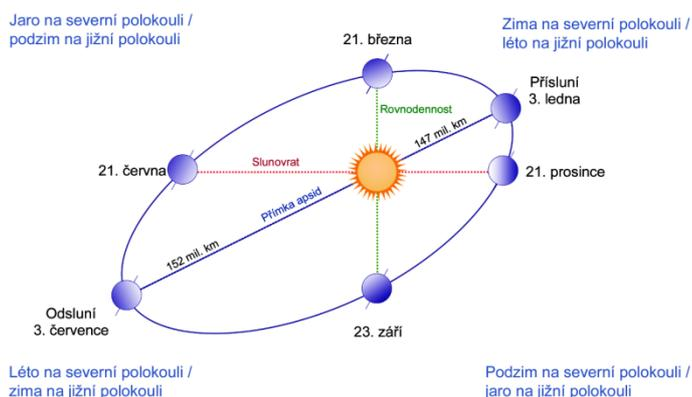 Jaro na severní polokouli /
podzim na jižní polokouli
21. března
Zima na severní polokouli /
léto na jižní polokouli
Přísluní
3. ledna
Rovnodennost
147 mil. km
21. června
Slunovrat
21. prosince
Přímka apsid
152 mil. km
Odsluní
3. července
23. září
Léto na severní polokouli /
zima na jižní polokouli
Podzim na severní polokouli /
jaro na jižní polokouli